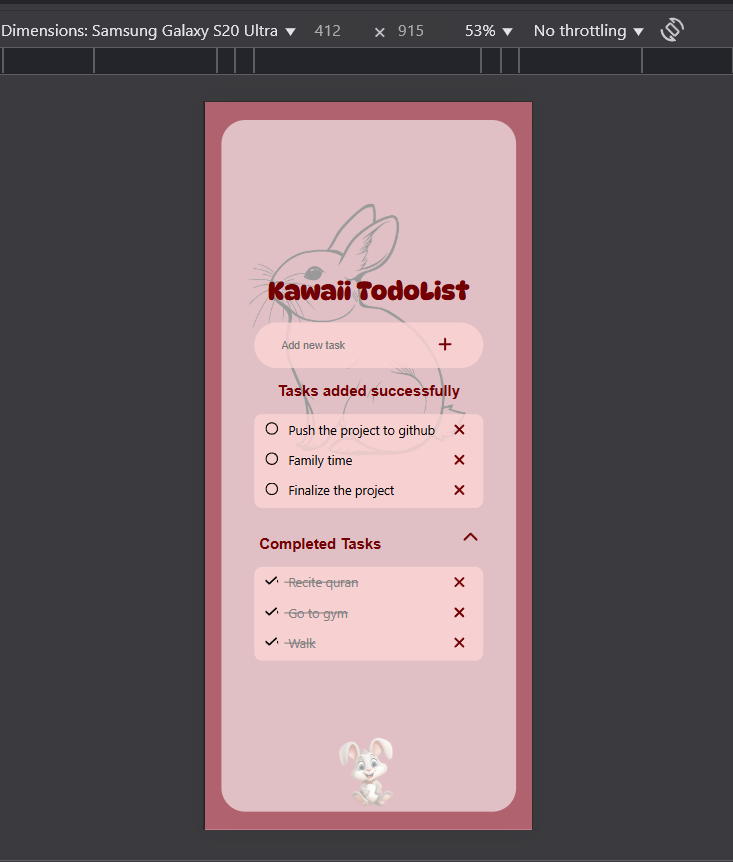 Dimensions: Samsung Galaxy S20 Ultra ▼ 412 × 915 53% ▼ No throttling ▼
Kawaii TodoList
Add new task +
Tasks added successfully
Push the project to github
Family time
Finalize the project
Completed Tasks
Recite quran
Go to gym
Walk